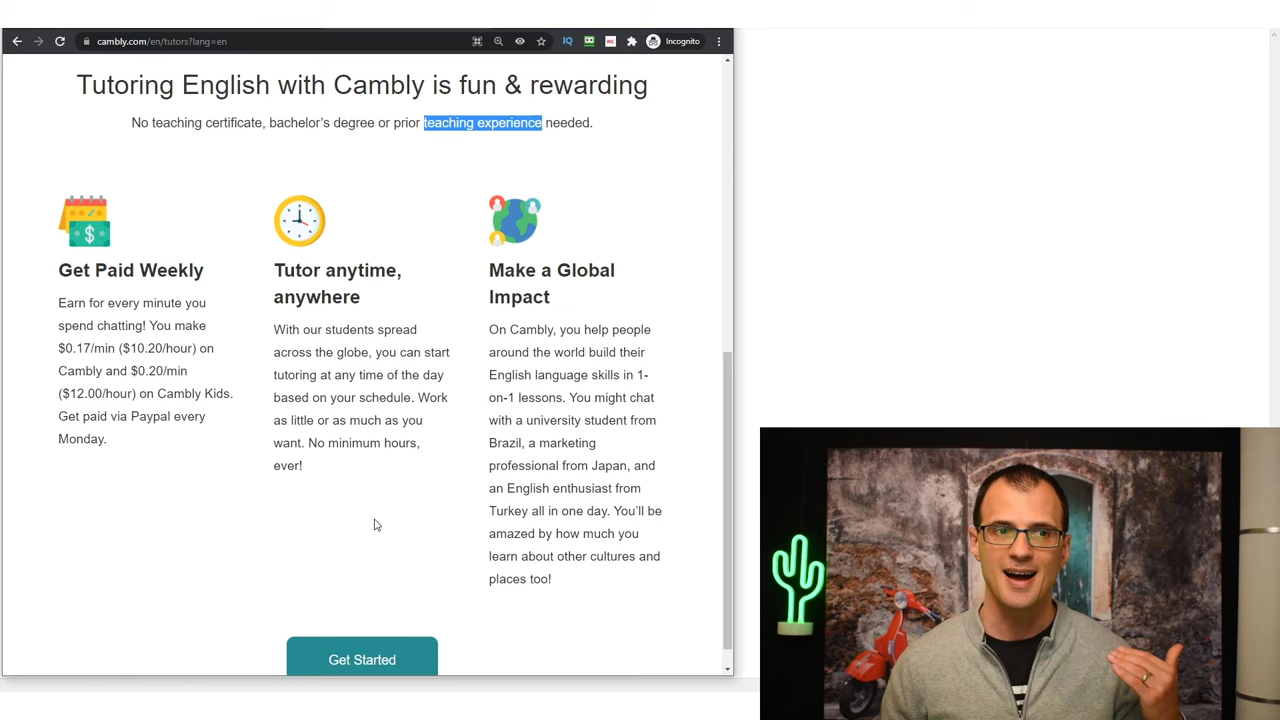 cambly.com/en/tutors?lang=en
IQ
WC
Incognito
Tutoring English with Cambly is fun & rewarding
No teaching certificate, bachelor's degree or prior teaching experience needed.
$
Get Paid Weekly
Earn for every minute you
spend chatting! You make
$0.17/min ($10.20/hour) on
Cambly and $0.20/min
($12.00/hour) on Cambly Kids.
Get paid via Paypal every
Monday.
Tutor anytime,
anywhere
With our students spread
across the globe, you can start
tutoring at any time of the day
based on your schedule. Work
as little or as much as you
want. No minimum hours,
ever!
Make a Global
Impact
On Cambly, you help people
around the world build their
English language skills in 1-
on-1 lessons. You might chat
with a university student from
Brazil, a marketing
professional from Japan, and
an English enthusiast from
Turkey all in one day. You'll be
amazed by how much you
learn about other cultures and
places too!
Get Started